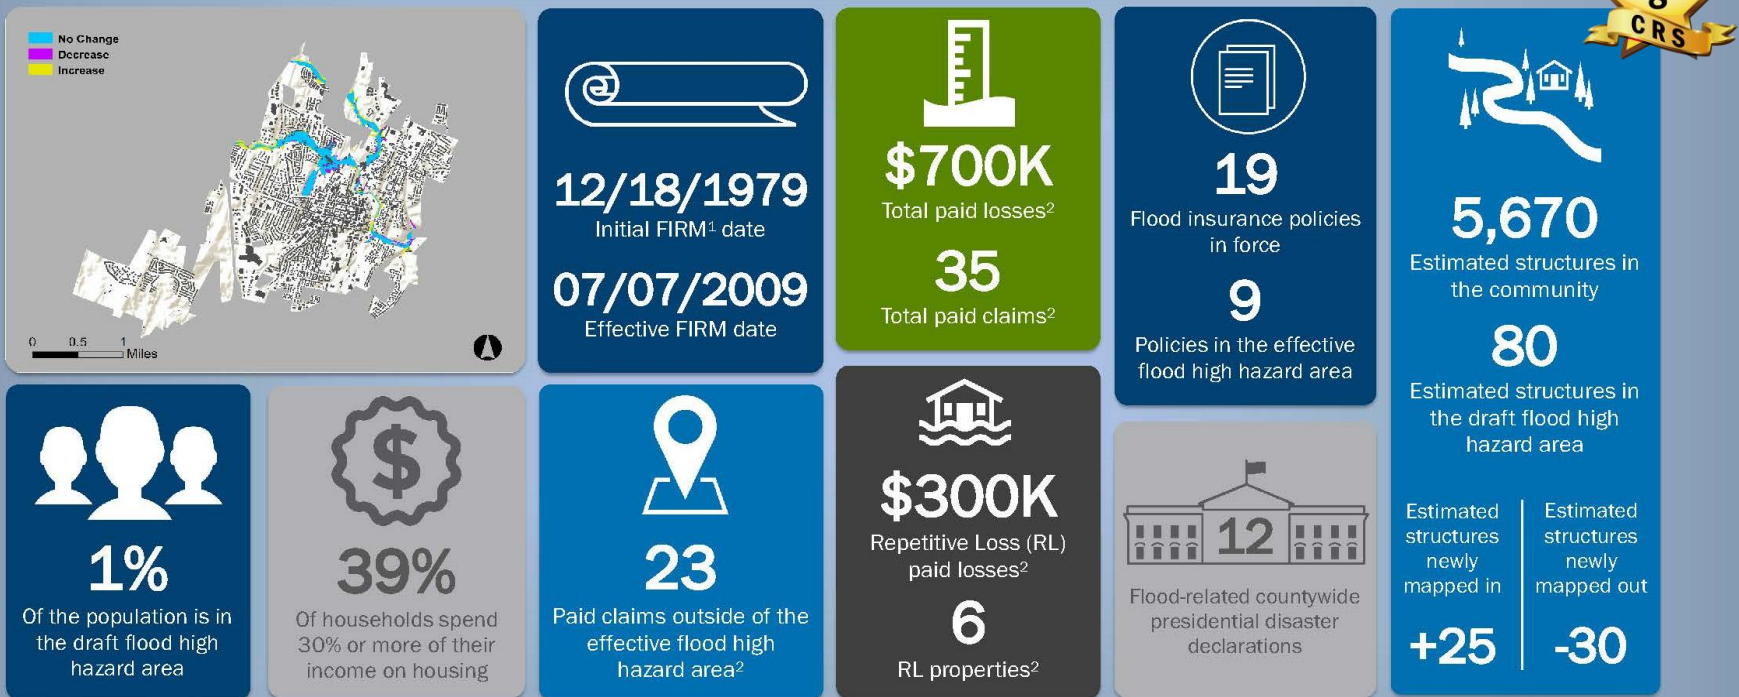 No Change
Decrease
Increase
0 0.5 1
Miles
12/18/1979
Initial FIRM¹ date
07/07/2009
Effective FIRM date
$700K
Total paid losses²
35
Total paid claims²
19
Flood insurance policies
in force
9
Policies in the effective
flood high hazard area
8
CRS
5,670
Estimated structures in
the community
80
Estimated structures in
the draft flood high
hazard area
Estimated
structures
newly
mapped in
+25
Estimated
structures
newly
mapped out
-30
1%
Of the population is in
the draft flood high
hazard area
$
39%
Of households spend
30% or more of their
income on housing
23
Paid claims outside of the
effective flood high
hazard area²
$300K
Repetitive Loss (RL)
paid losses²
6
RL properties²
12
Flood-related countywide
presidential disaster
declarations